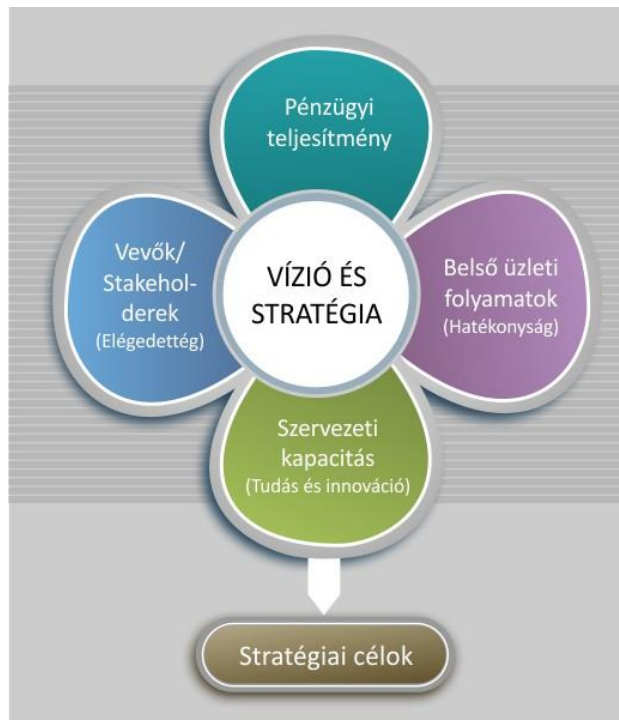 Pénzügyi
teljesítmény
Vevők/
Stakehol-
derek
(Elégedettég)
VÍZIÓ ÉS
STRATÉGIA
Belső üzleti
folyamatok
(Hatékonyság)
Szervezeti
kapacitás
(Tudás és innováció)
Stratégiai célok